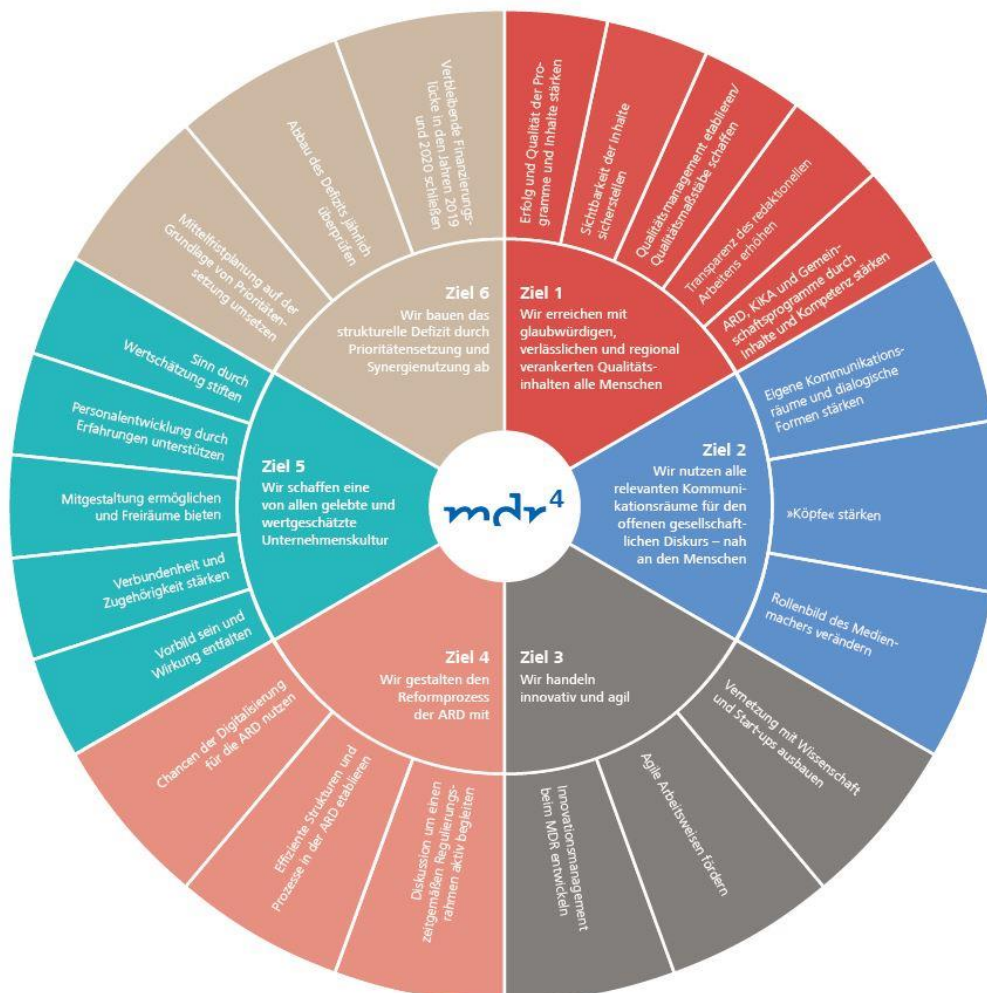 Ziel 1
Wir erreichen mit
glaubwürdigen,
verlässlichen und regional
verankerten Qualitäts-
inhalten alle Menschen
Erfolg und Qualität der Pro-
gramme und Inhalte stärken
Sichtbarkeit der Inhalte
sicherstellen
Qualitätsmanagement etablieren/
Qualitätsmaßstäbe schaffen
Transparenz des redaktionellen
Arbeitens erhöhen
ARD, KiKA und Gemein-
schaftsprogramme durch
Inhalte und Kompetenz stärken
Ziel 2
Wir nutzen alle
relevanten Kommuni-
kationsräume für den
offenen gesellschaft-
lichen Diskurs – nah
an den Menschen
Eigene Kommunikations-
räume und dialogische
Formen stärken
»Köpfe« stärken
Rollenbild des Medien-
machers verändern
Ziel 3
Wir handeln
innovativ und agil
Vernetzung mit Wissenschaft
und Start-ups ausbauen
Agile Arbeitsweisen fördern
Innovationsmanagement
beim MDR entwickeln
Ziel 4
Wir gestalten den
Reformprozess
der ARD mit
Diskussion um einen
zeitgemäßen Regulierungs-
rahmen aktiv begleiten
Effiziente Strukturen und
Prozesse in der ARD etablieren
Chancen der Digitalisierung
für die ARD nutzen
Ziel 5
Wir schaffen eine
von allen gelebte und
wertgeschätzte
Unternehmenskultur
Vorbild sein und
Wirkung entfalten
Verbundenheit und
Zugehörigkeit stärken
Mitgestaltung ermöglichen
und Freiräume bieten
Personalentwicklung durch
Erfahrungen unterstützen
Sinn durch
Wertschätzung stiften
Ziel 6
Wir bauen das
strukturelle Defizit durch
Prioritätensetzung und
Synergienutzung ab
Mittelfristplanung auf der
Grundlage von Prioritäten-
setzung umsetzen
Abbau des Defizits jährlich
überprüfen
Verbleibende Finanzierungs-
lücke in den Jahren 2019
und 2020 schließen
mdr4